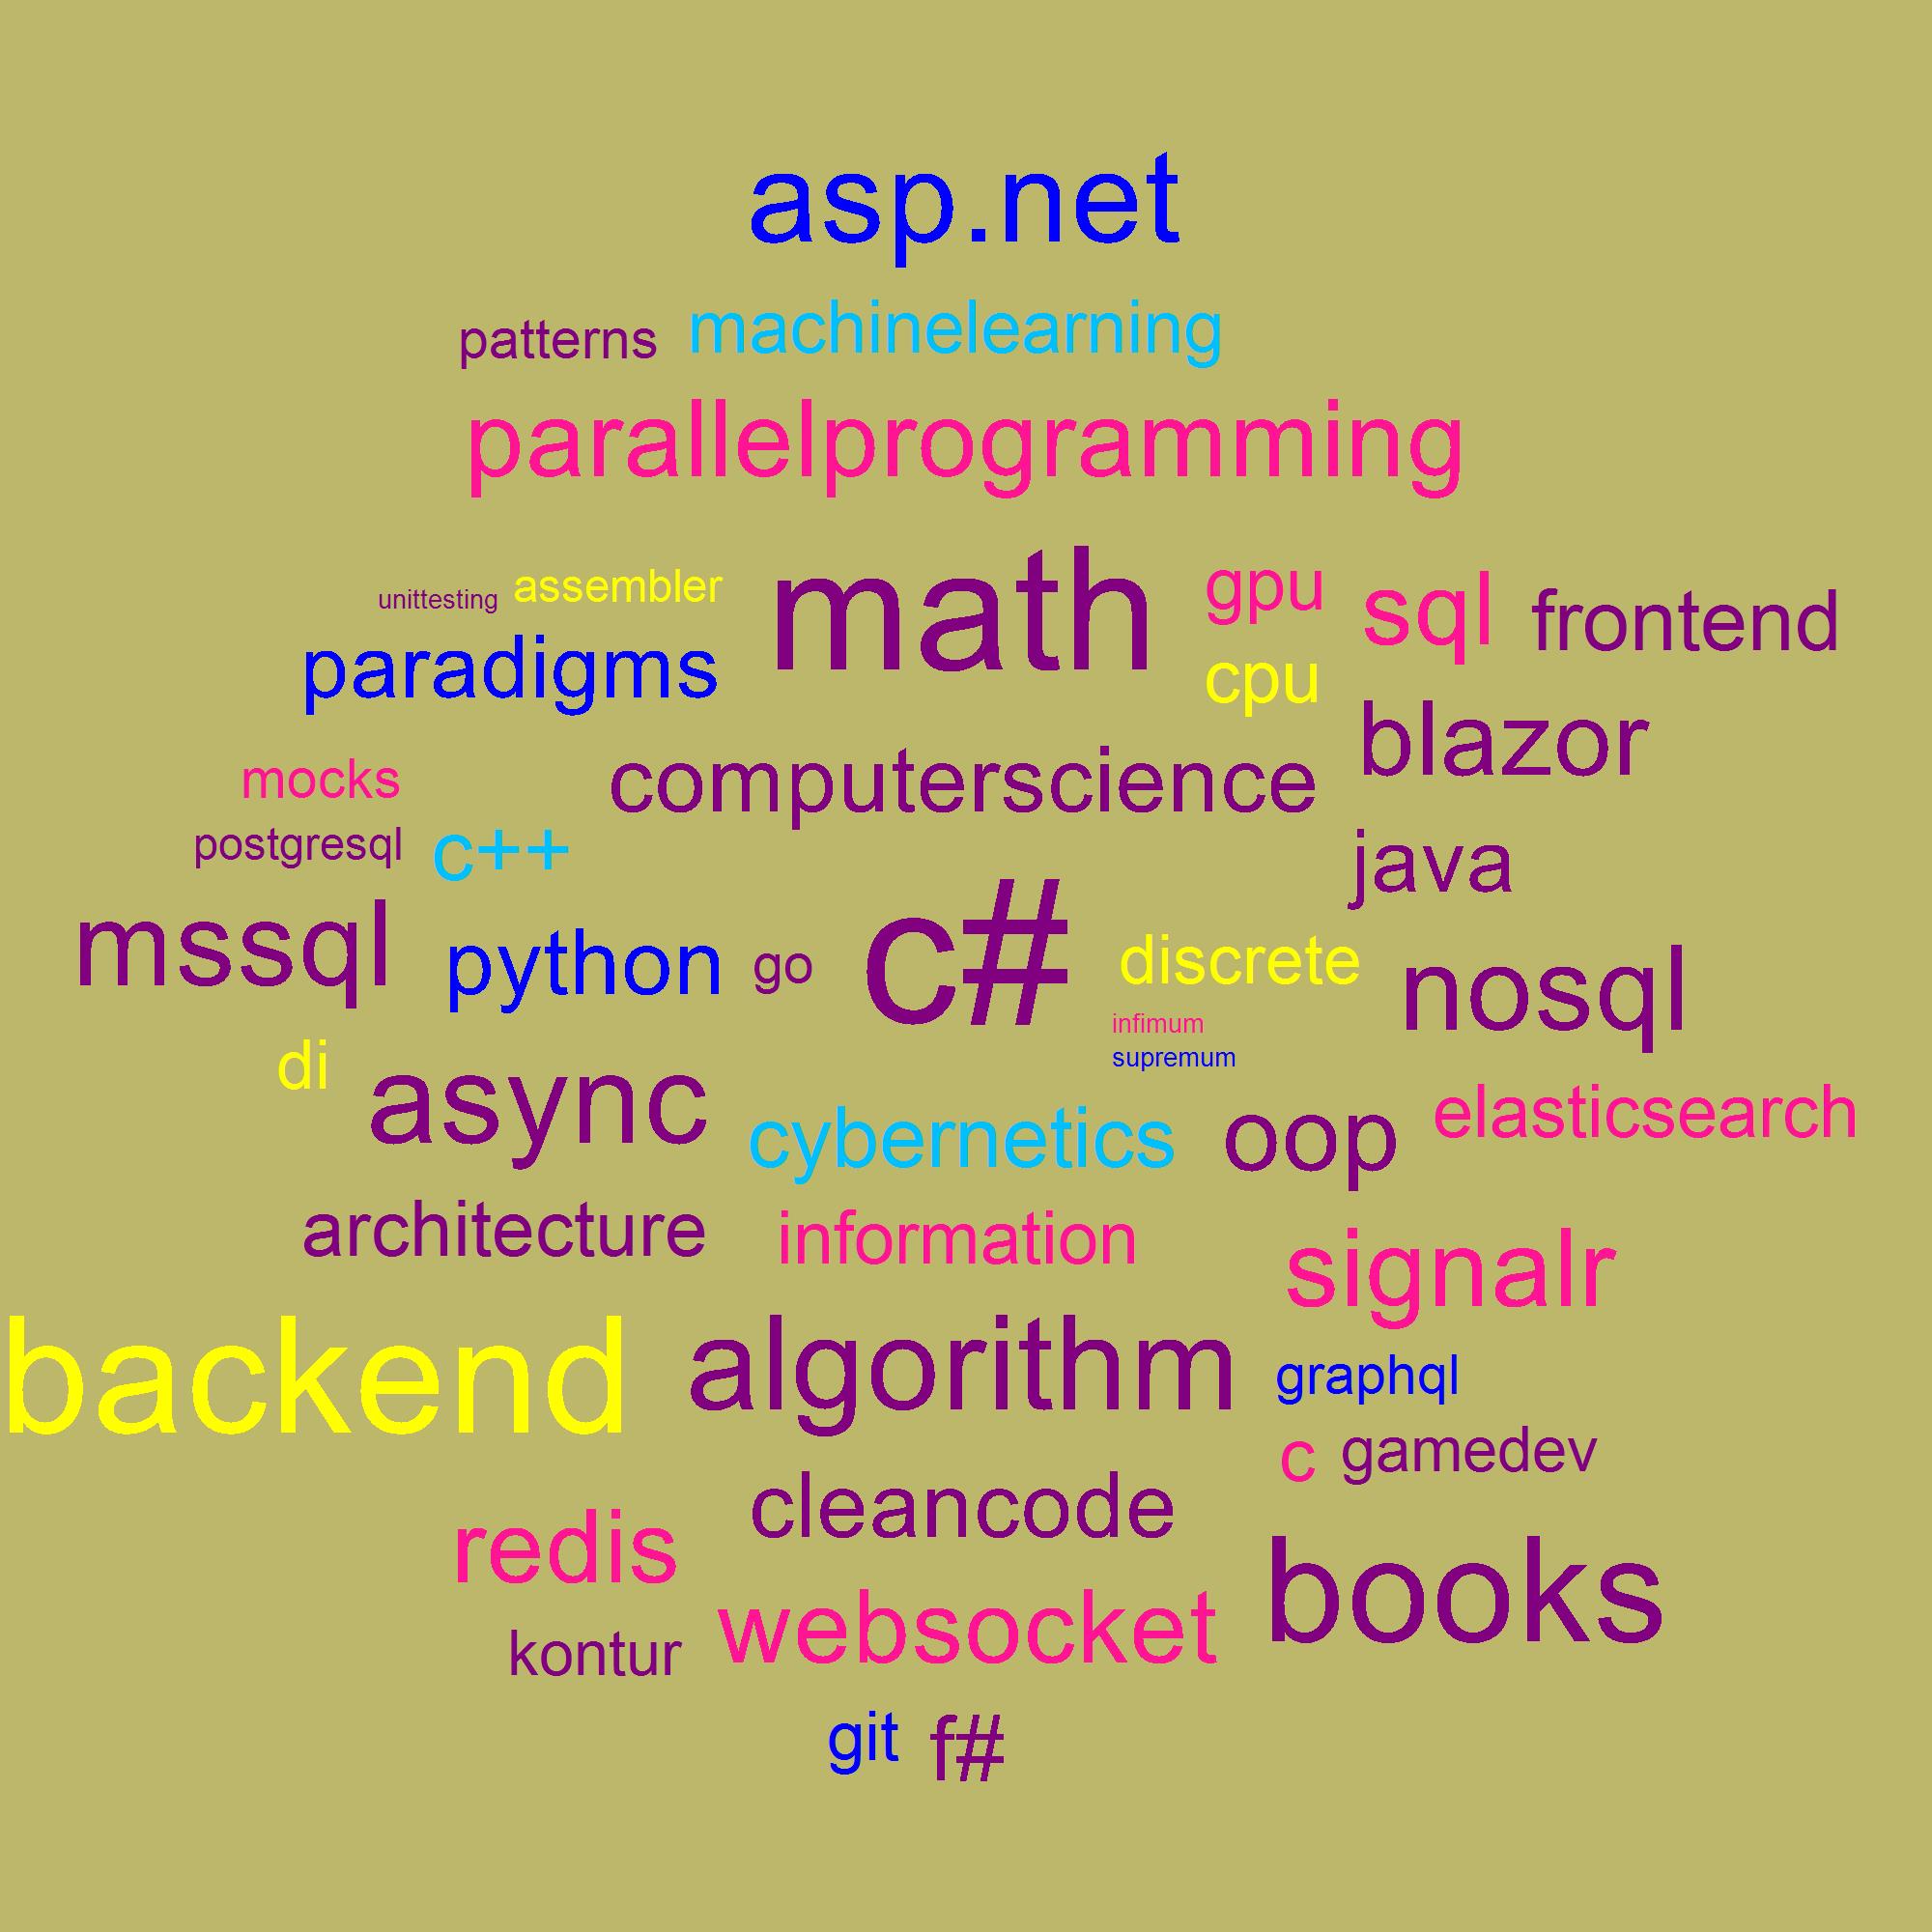 asp.net
patterns machinelearning
parallelprogramming
unittesting assembler math gpu sql frontend
paradigms cpu
blazor
mocks computerscience
postgresql c++ java
mssql python go c# discrete nosql
infimum
di supremum
async cybernetics oop elasticsearch
architecture information signalr
backend algorithm graphql
c gamedev
cleancode
redis books
kontur websocket
git f#